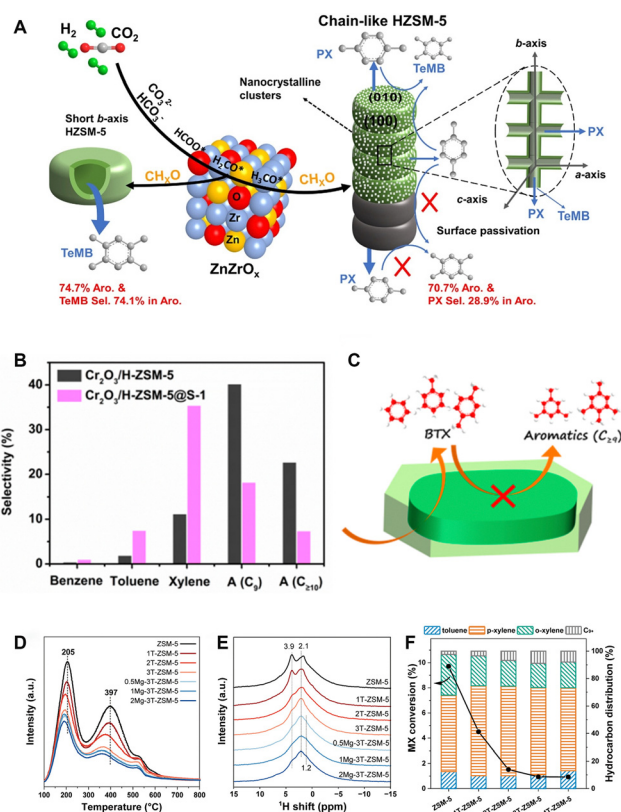 A
H₂
CO₂
CO₃²⁻
HCO₃⁻
HCOO*
H₂CO*
H₃CO*
Short b-axis
HZSM-5
CHₓO
CHₓO
TeMB
74.7% Aro. &
TeMB Sel. 74.1% in Aro.
O
Zr
Zn
ZnZrOₓ
Chain-like HZSM-5
PX
TeMB
Nanocrystalline
clusters
(010)
(100)
Surface passivation
PX
70.7% Aro. &
PX Sel. 28.9% in Aro.
b-axis
PX
a-axis
c-axis
PX
TeMB
B
Cr₂O₃/H-ZSM-5
Cr₂O₃/H-ZSM-5@S-1
Selectivity (%)
40
30
20
10
0
Benzene Toluene Xylene A (C₉) A (C≥10)
C
BTX
Aromatics (C≥9)
D
205
397
ZSM-5
1T-ZSM-5
2T-ZSM-5
3T-ZSM-5
0.5Mg-3T-ZSM-5
1Mg-3T-ZSM-5
2Mg-3T-ZSM-5
Intensity (a.u.)
100 200 300 400 500 600 700 800
Temperature (°C)
E
3.9 2.1
ZSM-5
1T-ZSM-5
2T-ZSM-5
3T-ZSM-5
0.5Mg-3T-ZSM-5
1Mg-3T-ZSM-5
1.2
2Mg-3T-ZSM-5
Intensity (a.u.)
15 10 5 0 -5 -10 -15
¹H shift (ppm)
F
toluene p-xylene o-xylene C₉₊
MX conversion (%)
10
8
6
4
2
0
Hydrocarbon distribution (%)
100
80
60
40
20
0
ZSM-5